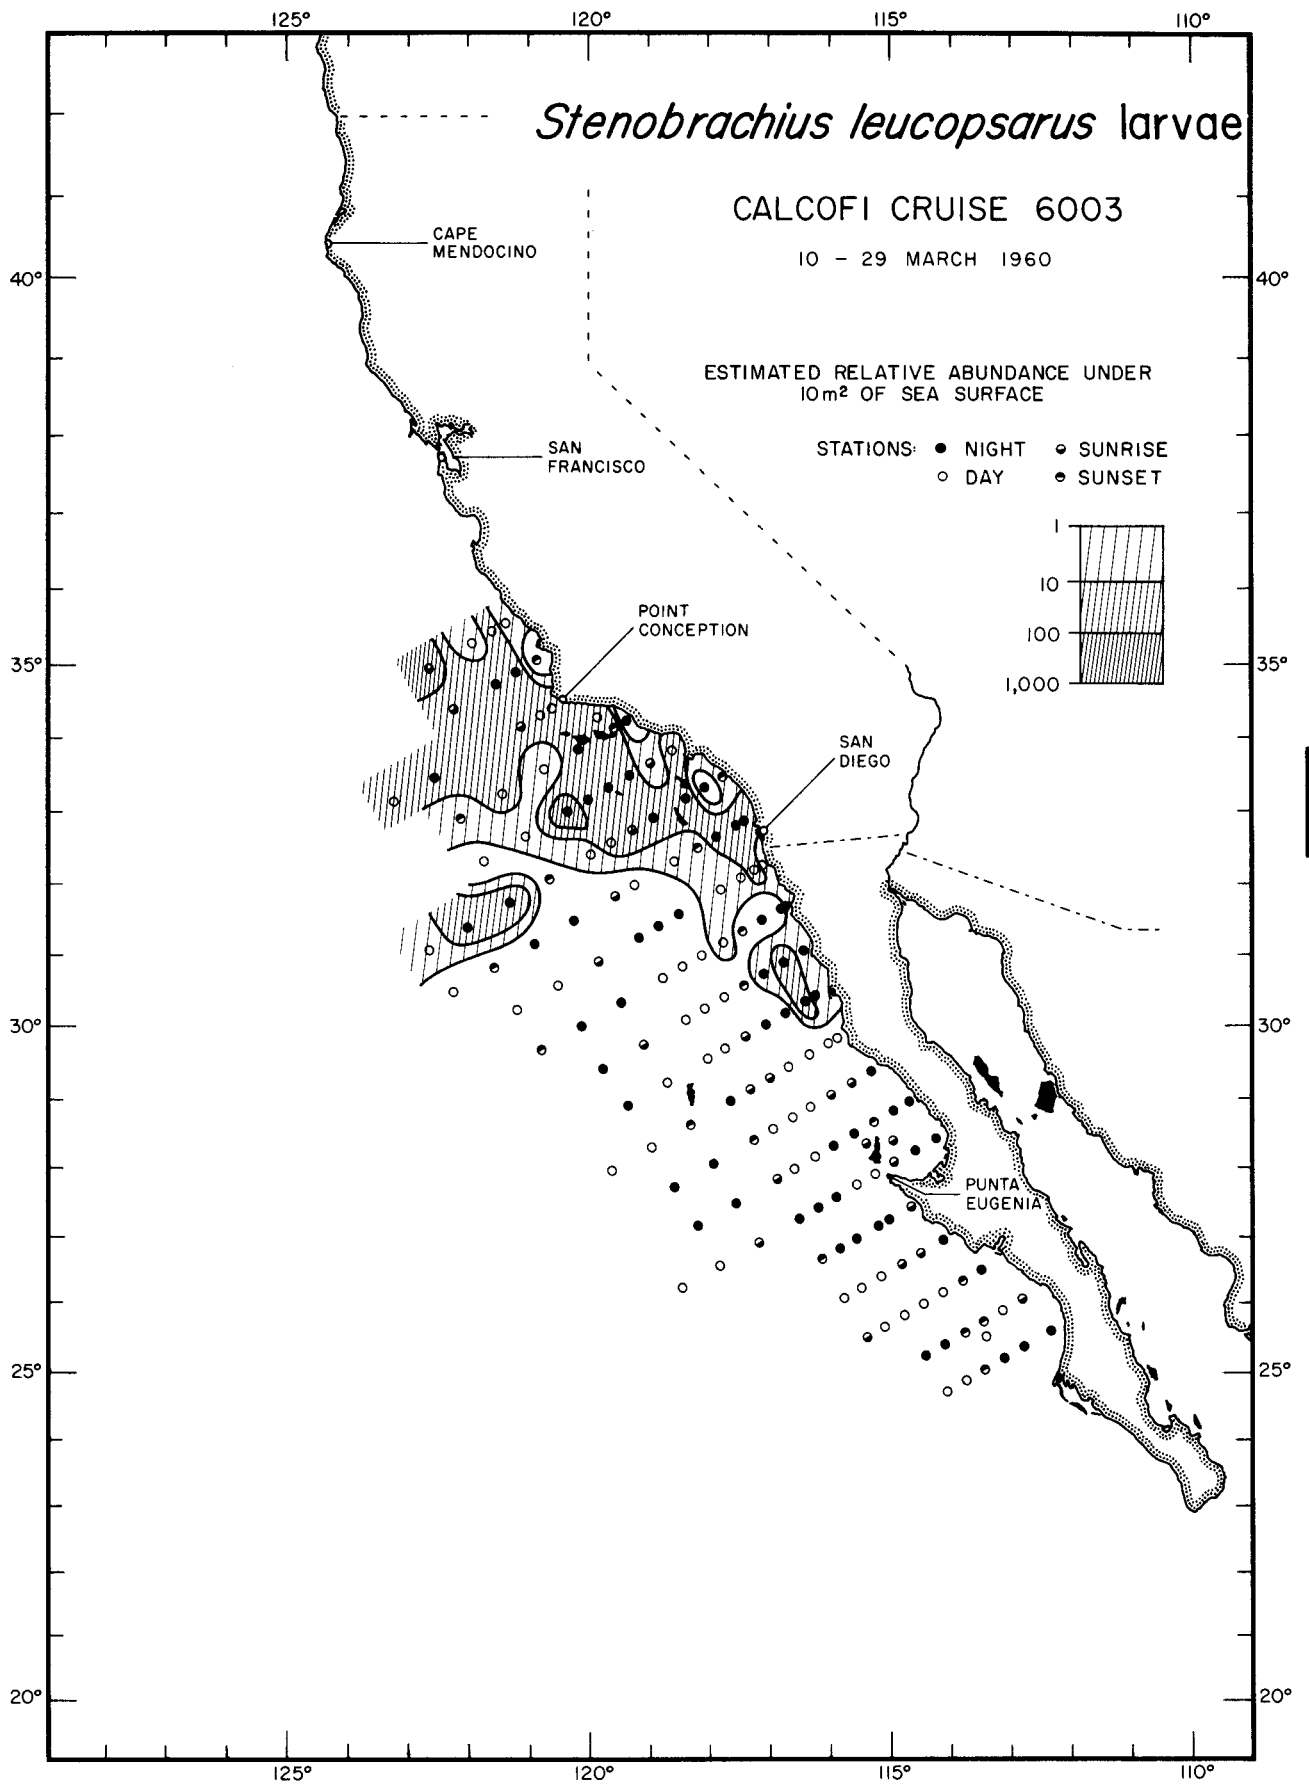 125° 120° 115° 110°
Stenobrachius leucopsarus larvae
CALCOFI CRUISE 6003
10 – 29 MARCH 1960
CAPE
MENDOCINO
40° 40°
ESTIMATED RELATIVE ABUNDANCE UNDER
10m² OF SEA SURFACE
STATIONS: ● NIGHT SUNRISE
○ DAY SUNSET
SAN
FRANCISCO
1
10
100
1,000
POINT
CONCEPTION
35° 35°
SAN
DIEGO
30° 30°
PUNTA
EUGENIA
25° 25°
20° 20°
125° 120° 115° 110°